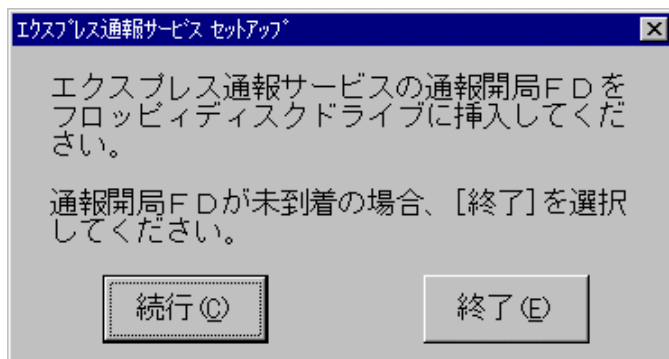 ｴｸｽﾌﾟﾚｽ通報ｻｰﾋﾞｽ ｾｯﾄｱｯﾌﾟ
エクスプレス通報サービスの通報開局ＦＤを
フロッピィディスクドライブに挿入してくだ
さい。
通報開局ＦＤが未到着の場合、[終了]を選択
してください。
続行(C)
終了(E)